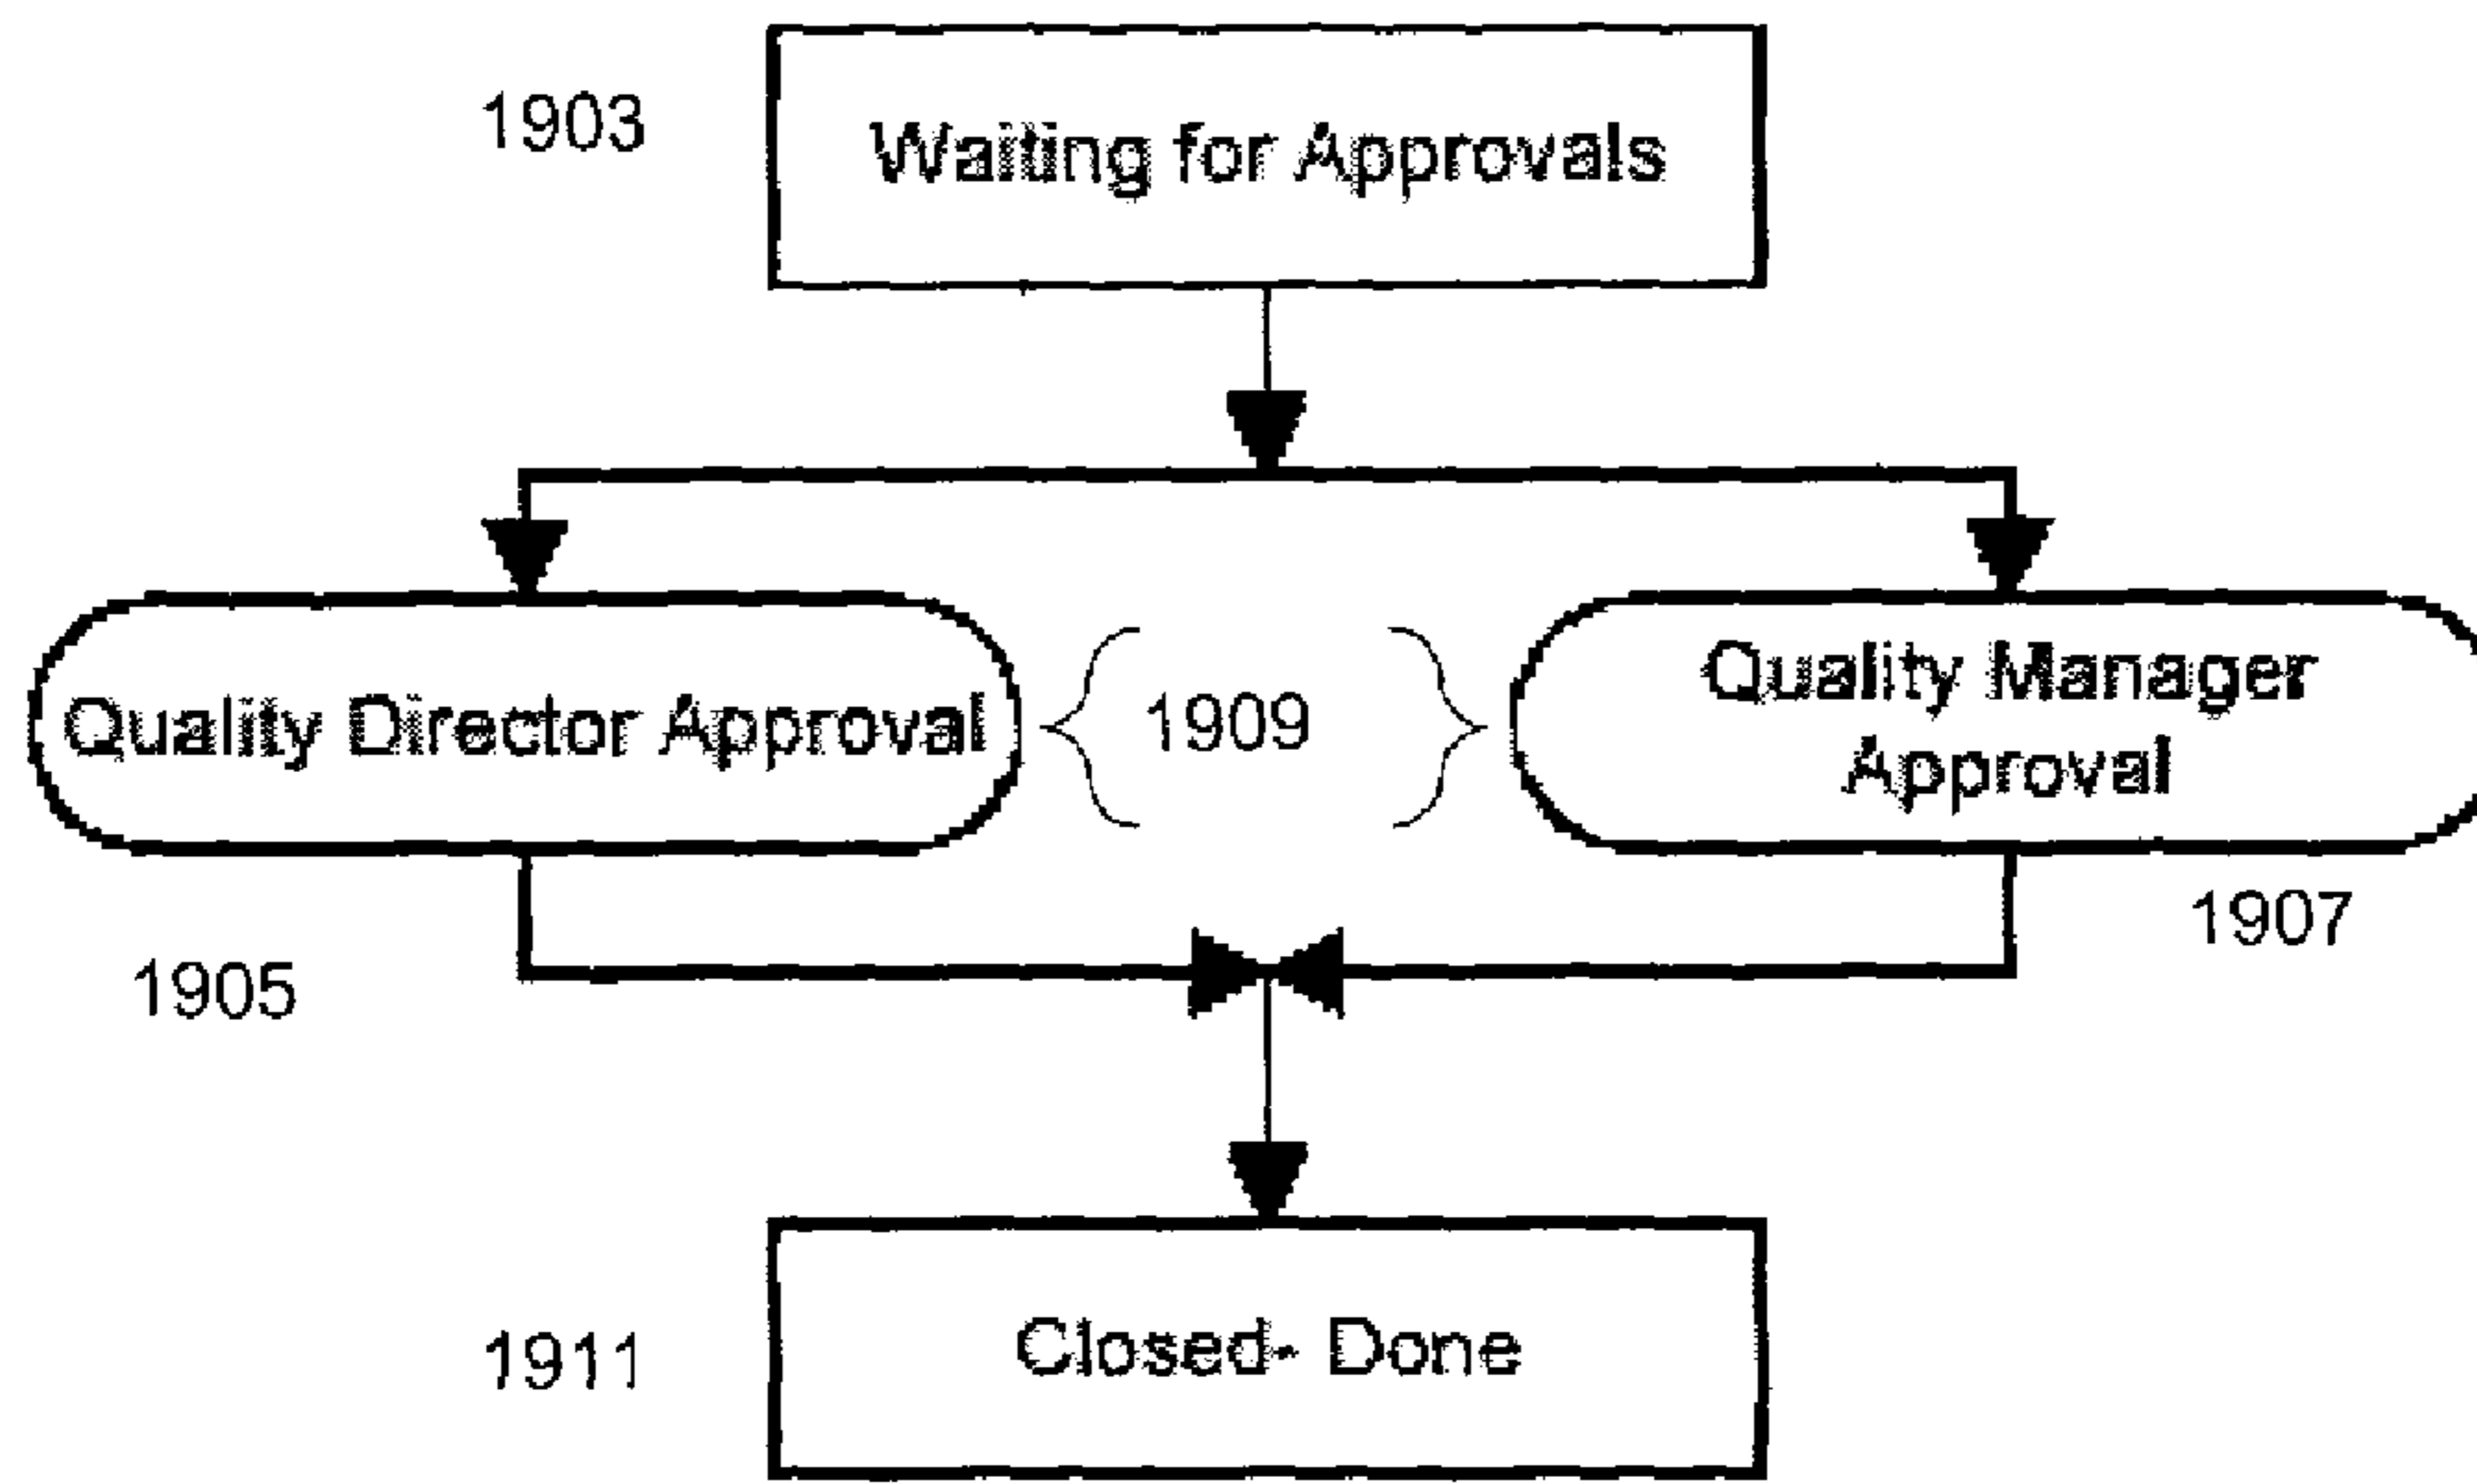 1903
Waiting for Approvals
Quality Director Approval
1909
Quality Manager
Approval
1905
1907
1911
Closed- Done